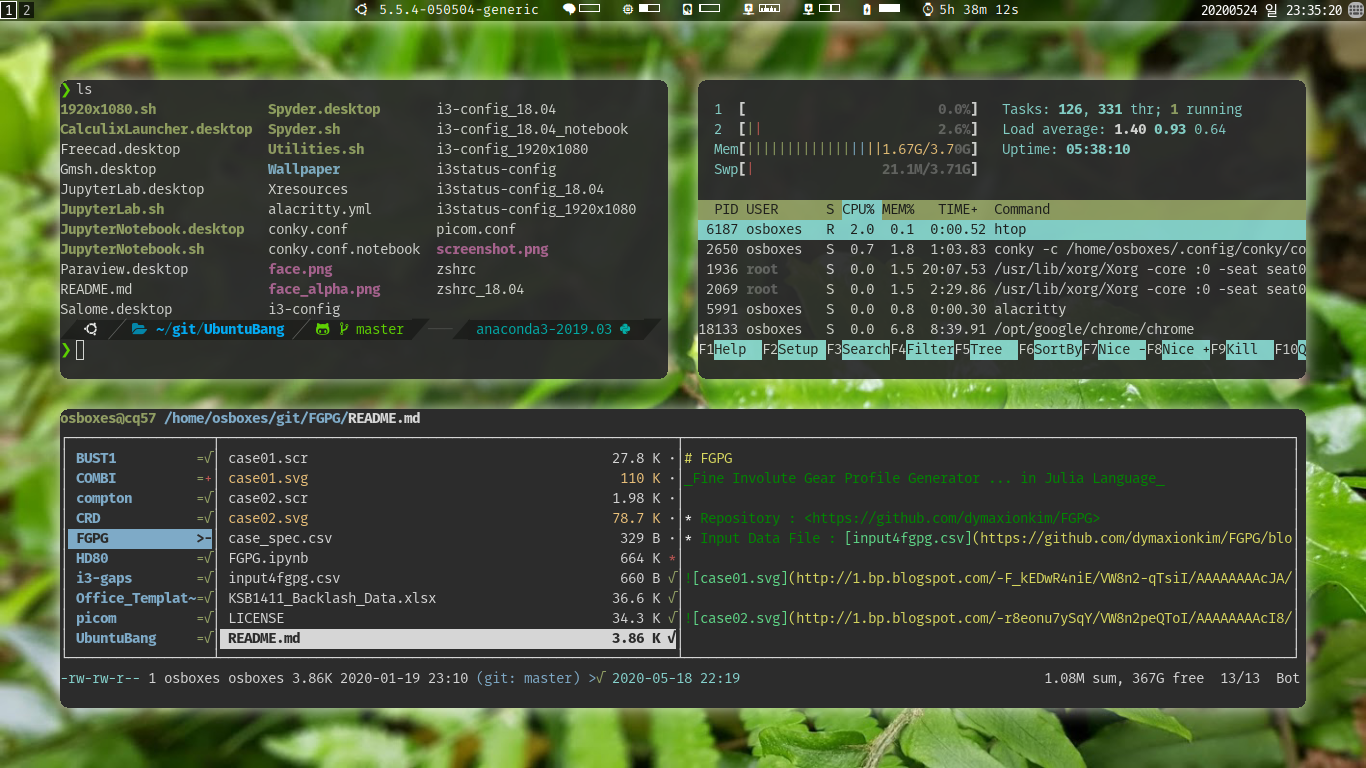 1 2 5.5.4-050504-generic 5h 38m 12s 20200524 일 23:35:20
❯ ls
1920x1080.sh Spyder.desktop i3-config_18.04
CalculixLauncher.desktop Spyder.sh i3-config_18.04_notebook
Freecad.desktop Utilities.sh i3-config_1920x1080
Gmsh.desktop Wallpaper i3status-config
JupyterLab.desktop Xresources i3status-config_18.04
JupyterLab.sh alacritty.yml i3status-config_1920x1080
JupyterNotebook.desktop conky.conf picom.conf
JupyterNotebook.sh conky.conf.notebook screenshot.png
Paraview.desktop face.png zshrc
README.md face_alpha.png zshrc_18.04
Salome.desktop i3-config
~/git/UbuntuBang master anaconda3-2019.03
❯
1 [ 0.0%] Tasks: 126, 331 thr; 1 running
2 [|| 2.6%] Load average: 1.40 0.93 0.64
Mem[|||||||||||||||||1.67G/3.70G] Uptime: 05:38:10
Swp[| 21.1M/3.71G]
PID USER S CPU% MEM% TIME+ Command
6187 osboxes R 2.0 0.1 0:00.52 htop
2650 osboxes S 0.7 1.8 1:03.83 conky -c /home/osboxes/.config/conky/co
1936 root S 0.0 1.5 20:07.53 /usr/lib/xorg/Xorg -core :0 -seat seat0
2069 root S 0.0 1.5 2:29.86 /usr/lib/xorg/Xorg -core :0 -seat seat0
5991 osboxes S 0.0 0.8 0:00.30 alacritty
18133 osboxes S 0.0 6.8 8:39.91 /opt/google/chrome/chrome
F1Help F2Setup F3SearchF4FilterF5Tree F6SortByF7Nice -F8Nice +F9Kill F10Q
osboxes@cq57 /home/osboxes/git/FGPG/README.md
BUST1 =√ case01.scr 27.8 K · # FGPG
COMBI =+ case01.svg 110 K · _Fine Involute Gear Profile Generator ... in Julia Language_
compton =√ case02.scr 1.98 K ·
CRD =√ case02.svg 78.7 K · * Repository : <https://github.com/dymaxionkim/FGPG>
FGPG >- case_spec.csv 329 B · * Input Data File : [input4fgpg.csv](https://github.com/dymaxionkim/FGPG/blo
HD80 =√ FGPG.ipynb 664 K *
i3-gaps =√ input4fgpg.csv 660 B √ ![case01.svg](http://1.bp.blogspot.com/-F_kEDwR4niE/VW8n2-qTsiI/AAAAAAAAcJA/
Office_Templat~=√ KSB1411_Backlash_Data.xlsx 36.6 K √
picom =√ LICENSE 34.3 K √ ![case02.svg](http://1.bp.blogspot.com/-r8eonu7ySqY/VW8n2peQToI/AAAAAAAAcI8/
UbuntuBang =√ README.md 3.86 K √
-rw-rw-r-- 1 osboxes osboxes 3.86K 2020-01-19 23:10 (git: master) >√ 2020-05-18 22:19 1.08M sum, 367G free 13/13 Bot